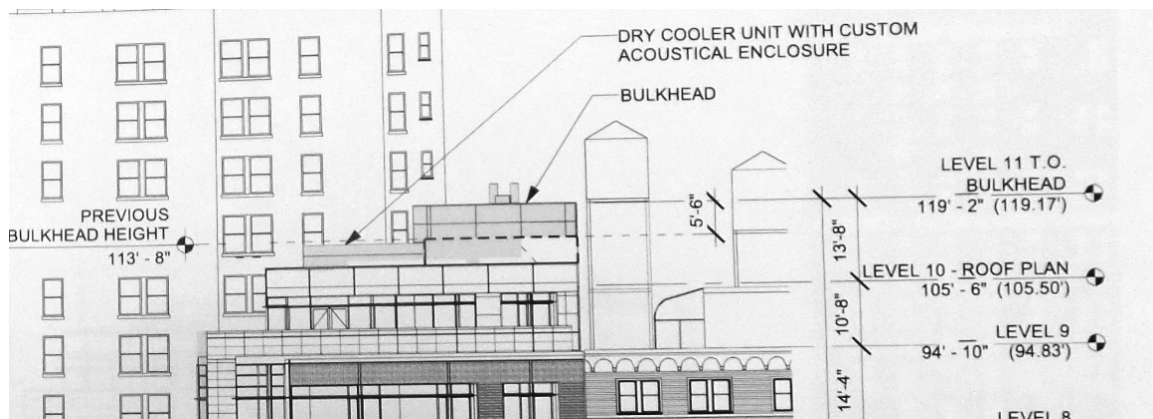 DRY COOLER UNIT WITH CUSTOM
ACOUSTICAL ENCLOSURE
BULKHEAD
PREVIOUS
BULKHEAD HEIGHT
113' - 8"
5'-6"
13'-8"
10'-8"
14'-4"
LEVEL 11 T.O.
BULKHEAD
119' - 2" (119.17')
LEVEL 10 - ROOF PLAN
105' - 6" (105.50')
LEVEL 9
94' - 10" (94.83')
LEVEL 8